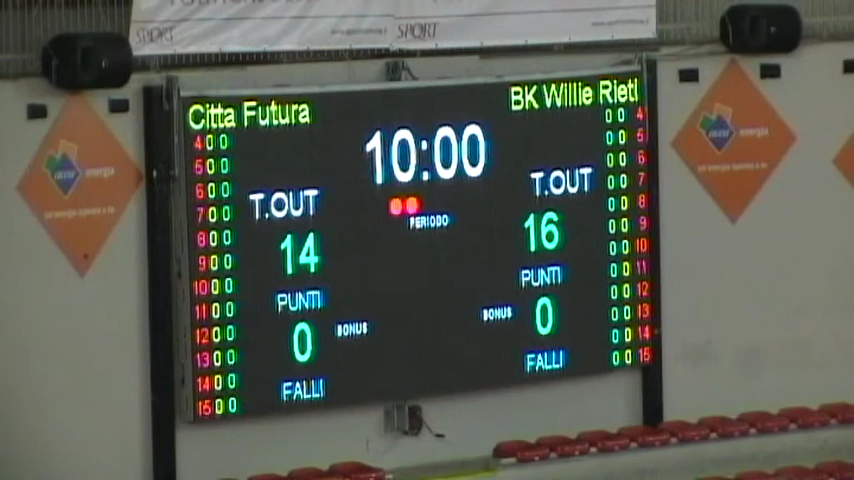 SPORT
SPORT
Citta Futura
BK Willie Rieti
10:00
T.OUT
T.OUT
PERIODO
14
16
PUNTI
PUNTI
0
BONUS
BONUS
0
FALLI
FALLI
4 0 0
5 0 0
6 0 0
7 0 0
8 0 0
9 0 0
10 0 0
11 0 0
12 0 0
13 0 0
14 0 0
15 0 0
0 0 4
0 0 5
0 0 6
0 0 7
0 0 8
0 0 9
0 0 10
0 0 11
0 0 12
0 0 13
0 0 14
0 0 15
energia
energia